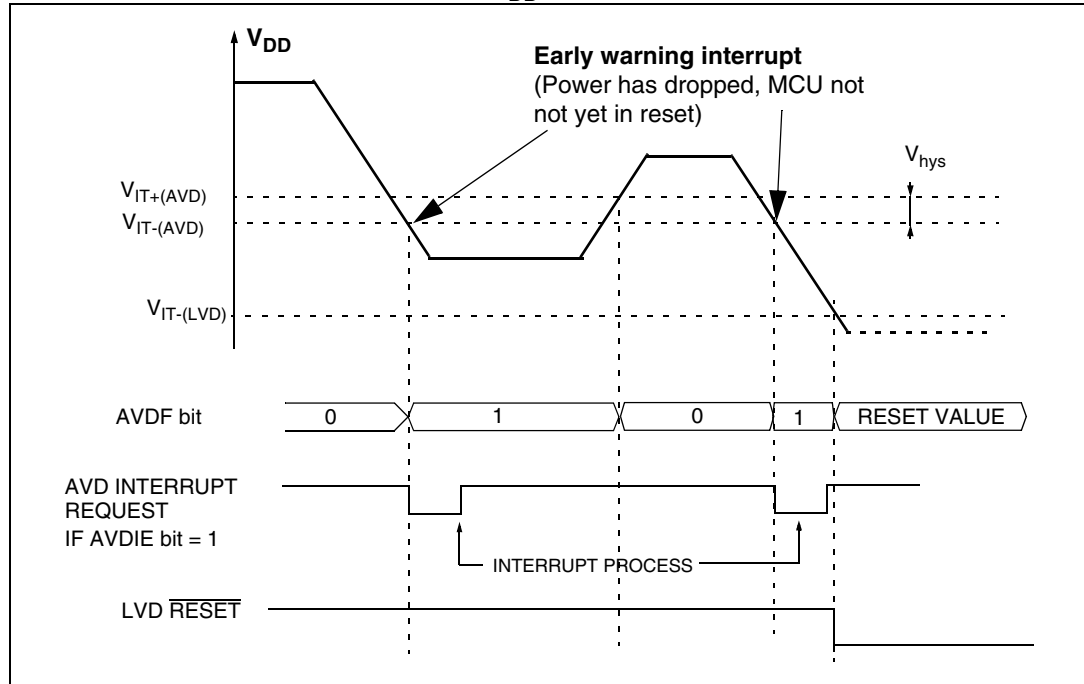 DD
VDD
Early warning interrupt
(Power has dropped, MCU not
not yet in reset)
Vhys
VIT+(AVD)
VIT-(AVD)
VIT-(LVD)
AVDF bit
0
1
0
1
RESET VALUE
AVD INTERRUPT
REQUEST
IF AVDIE bit = 1
INTERRUPT PROCESS
LVD RESET